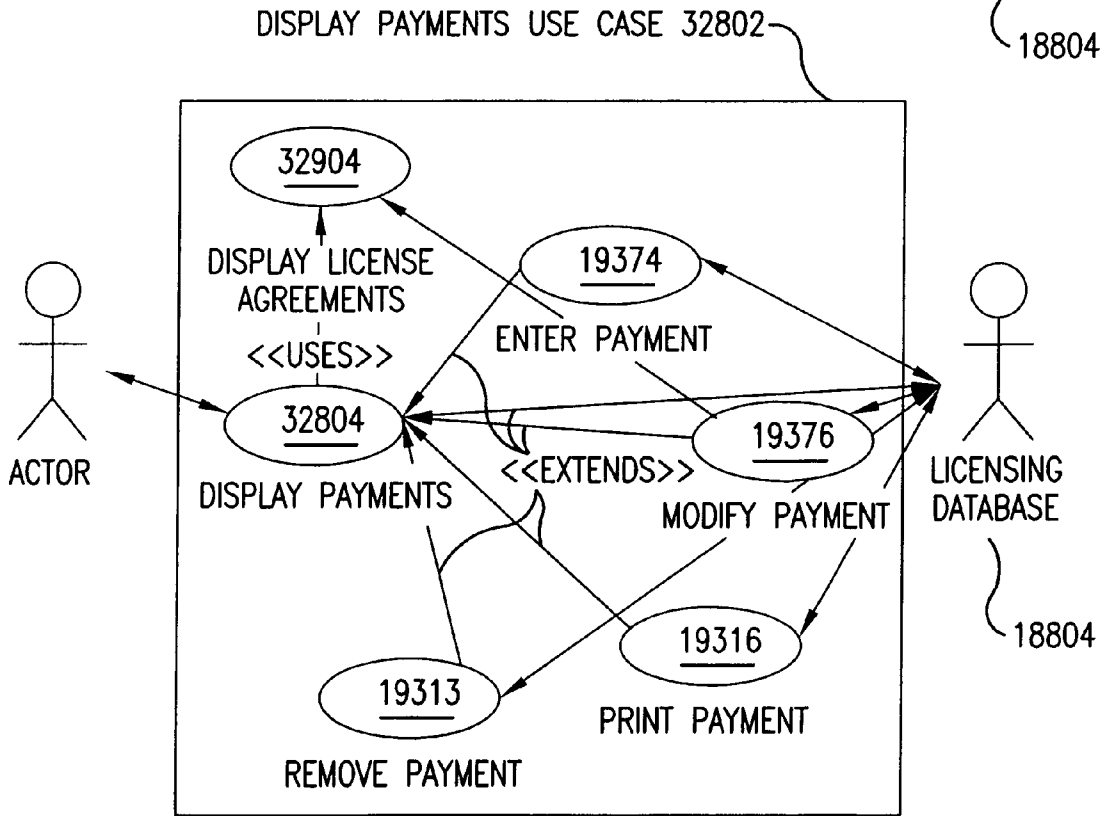 DISPLAY PAYMENTS USE CASE 32802
18804
32904
DISPLAY LICENSE
AGREEMENTS
19374
ENTER PAYMENT
<<USES>>
32804
DISPLAY PAYMENTS
19376
<<EXTENDS>>
MODIFY PAYMENT
ACTOR
LICENSING
DATABASE
18804
19316
PRINT PAYMENT
19313
REMOVE PAYMENT